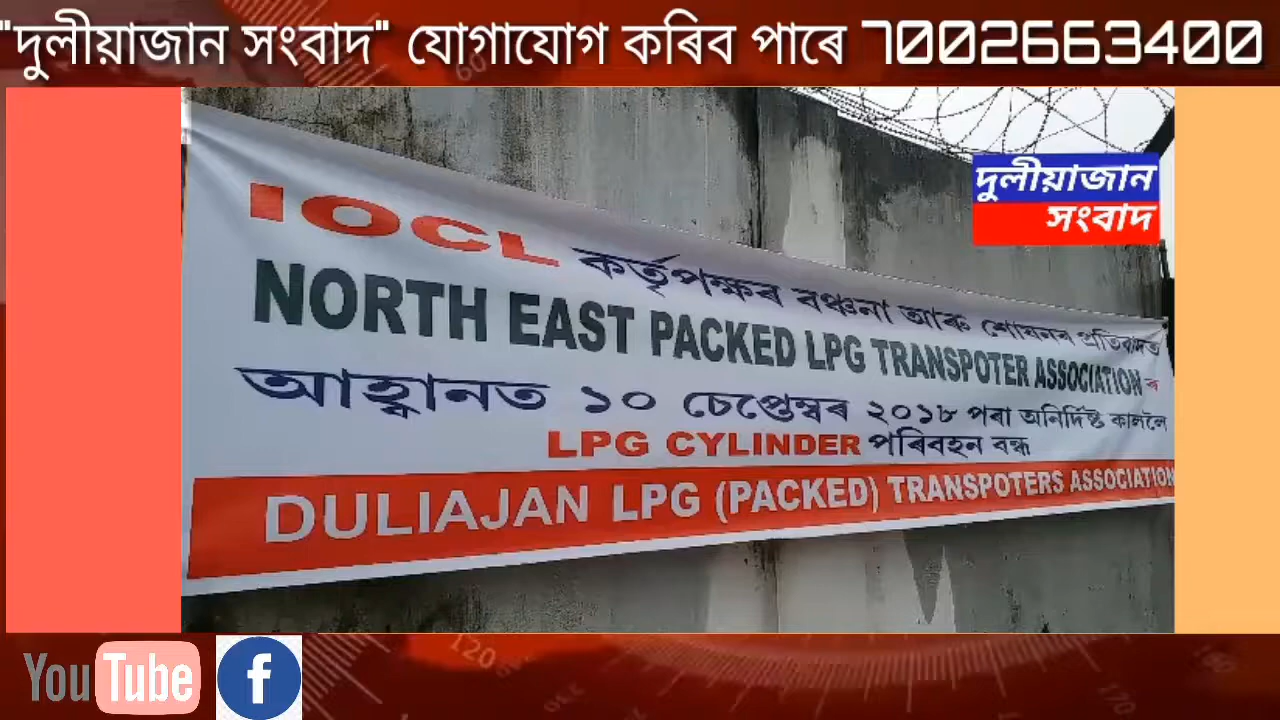 "দুলীয়াজান সংবাদ" যোগাযোগ কৰিব পাৰে 7002663400
দুলীয়াজান
সংবাদ
IOCL কৰ্তৃপক্ষৰ বঞ্চনা আৰু শোষনৰ প্ৰতিবাদত
NORTH EAST PACKED LPG TRANSPOTER ASSOCIATION ৰ
আহ্বানত ১০ চেপ্তেম্বৰ ২০১৮ পৰা অনিৰ্দিষ্ট কাললৈ
LPG CYLINDER পৰিবহন বন্ধ
DULIAJAN LPG (PACKED) TRANSPOTERS ASSOCIATION
YouTube
f